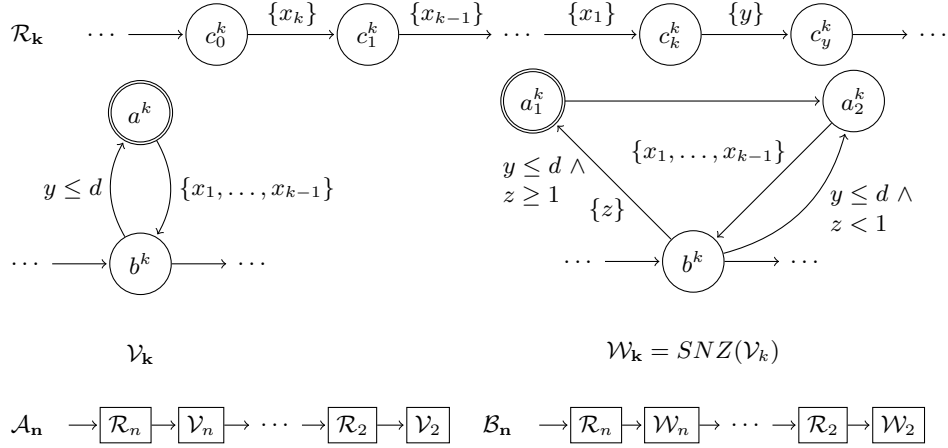 R_k ··· c_0^k {x_k} c_1^k {x_{k−1}} ··· {x_1} c_k^k {y} c_y^k ···
a^k a_1^k a_2^k
y ≤ d {x_1, . . . , x_{k−1}} y ≤ d ∧ z ≥ 1 {z} {x_1, . . . , x_{k−1}} y ≤ d ∧ z < 1
··· b^k ··· ··· b^k ···
V_k W_k = SNZ(V_k)
A_n R_n V_n ··· R_2 V_2 B_n R_n W_n ··· R_2 W_2